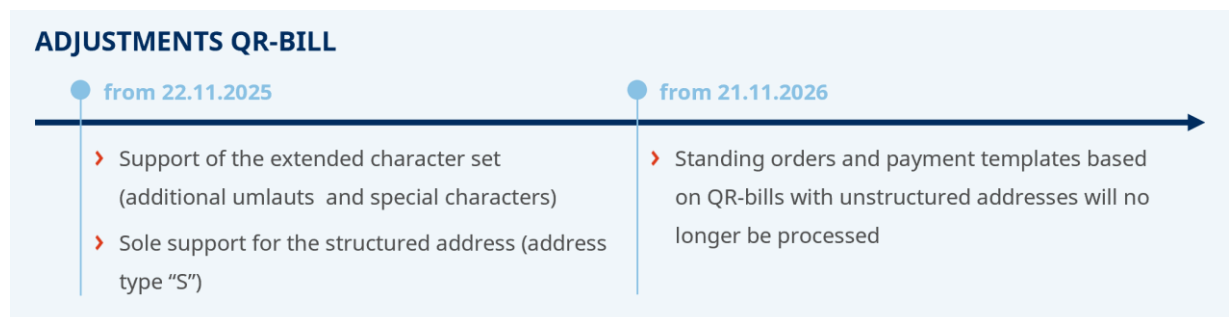 ADJUSTMENTS QR-BILL
from 22.11.2025
Support of the extended character set
(additional umlauts  and special characters)
Sole support for the structured address (address
type “S”)
from 21.11.2026
Standing orders and payment templates based
on QR-bills with unstructured addresses will no
longer be processed